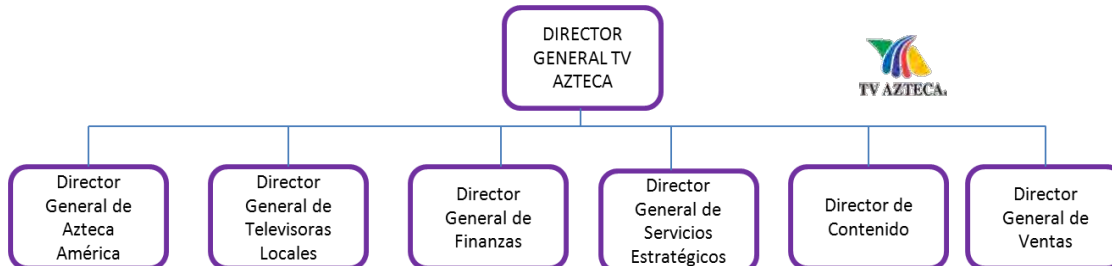 DIRECTOR
GENERAL TV
AZTECA
TV AZTECA
Director
General de
Azteca
América
Director
General de
Televisoras
Locales
Director
General de
Finanzas
Director
General de
Servicios
Estratégicos
Director de
Contenido
Director
General de
Ventas